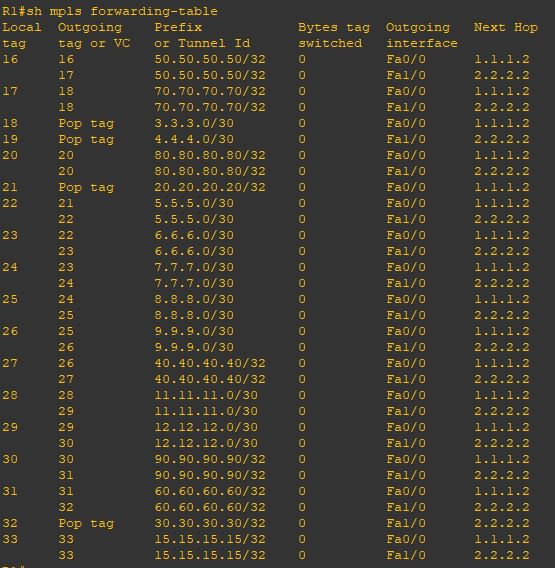 R1#sh mpls forwarding-table
Local  Outgoing    Prefix            Bytes tag  Outgoing   Next Hop
tag    tag or VC   or Tunnel Id      switched   interface
16     16          50.50.50.50/32    0          Fa0/0      1.1.1.2
       17          50.50.50.50/32    0          Fa1/0      2.2.2.2
17     18          70.70.70.70/32    0          Fa0/0      1.1.1.2
       18          70.70.70.70/32    0          Fa1/0      2.2.2.2
18     Pop tag     3.3.3.0/30        0          Fa0/0      1.1.1.2
19     Pop tag     4.4.4.0/30        0          Fa1/0      2.2.2.2
20     20          80.80.80.80/32    0          Fa0/0      1.1.1.2
       20          80.80.80.80/32    0          Fa1/0      2.2.2.2
21     Pop tag     20.20.20.20/32    0          Fa0/0      1.1.1.2
22     21          5.5.5.0/30        0          Fa0/0      1.1.1.2
       22          5.5.5.0/30        0          Fa1/0      2.2.2.2
23     22          6.6.6.0/30        0          Fa0/0      1.1.1.2
       23          6.6.6.0/30        0          Fa1/0      2.2.2.2
24     23          7.7.7.0/30        0          Fa0/0      1.1.1.2
       24          7.7.7.0/30        0          Fa1/0      2.2.2.2
25     24          8.8.8.0/30        0          Fa0/0      1.1.1.2
       25          8.8.8.0/30        0          Fa1/0      2.2.2.2
26     25          9.9.9.0/30        0          Fa0/0      1.1.1.2
       26          9.9.9.0/30        0          Fa1/0      2.2.2.2
27     26          40.40.40.40/32    0          Fa0/0      1.1.1.2
       27          40.40.40.40/32    0          Fa1/0      2.2.2.2
28     28          11.11.11.0/30     0          Fa0/0      1.1.1.2
       29          11.11.11.0/30     0          Fa1/0      2.2.2.2
29     29          12.12.12.0/30     0          Fa0/0      1.1.1.2
       30          12.12.12.0/30     0          Fa1/0      2.2.2.2
30     30          90.90.90.90/32    0          Fa0/0      1.1.1.2
       31          90.90.90.90/32    0          Fa1/0      2.2.2.2
31     31          60.60.60.60/32    0          Fa0/0      1.1.1.2
       32          60.60.60.60/32    0          Fa1/0      2.2.2.2
32     Pop tag     30.30.30.30/32    0          Fa1/0      2.2.2.2
33     33          15.15.15.15/32    0          Fa0/0      1.1.1.2
       33          15.15.15.15/32    0          Fa1/0      2.2.2.2